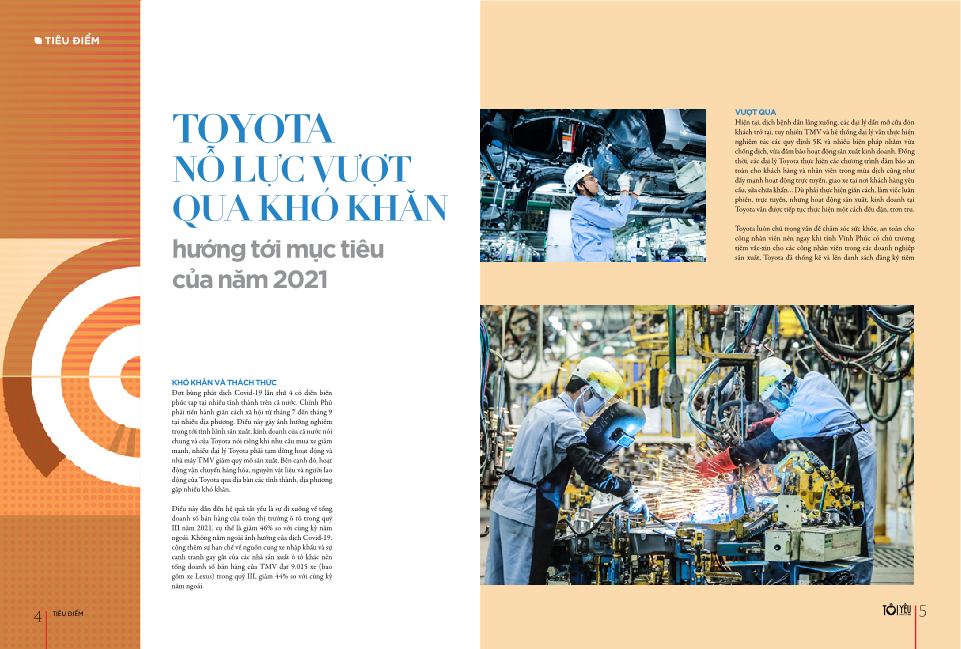 TIÊU ĐIỂM
TOYOTA
NỖ LỰC VƯỢT
QUA KHÓ KHĂN
hướng tới mục tiêu
của năm 2021
KHÓ KHĂN VÀ THÁCH THỨC
Đợt bùng phát dịch Covid-19 lần thứ 4 có diễn biến
phức tạp tại nhiều tỉnh thành trên cả nước. Chính Phủ
phải tiến hành giãn cách xã hội từ tháng 7 đến tháng 9
tại nhiều địa phương. Điều này gây ảnh hưởng nghiêm
trọng tới tình hình sản xuất, kinh doanh của cả nước nói
chung và của Toyota nói riêng khi nhu cầu mua xe giảm
mạnh, nhiều đại lý Toyota phải tạm dừng hoạt động và
nhà máy TMV giảm quy mô sản xuất. Bên cạnh đó, hoạt
động vận chuyển hàng hóa, nguyên vật liệu và người lao
động của Toyota qua địa bàn các tỉnh thành, địa phương
gặp nhiều khó khăn.
Điều này dẫn đến hệ quả tất yếu là sự đi xuống về tổng
doanh số bán hàng của toàn thị trường ô tô trong quý
III năm 2021, cụ thể là giảm 46% so với cùng kỳ năm
ngoái. Không nằm ngoài ảnh hưởng của dịch Covid-19,
cộng thêm sự hạn chế về nguồn cung xe nhập khẩu và sự
cạnh tranh gay gắt của các nhà sản xuất ô tô khác nên
tổng doanh số bán hàng của TMV đạt 9.015 xe (bao
gồm xe Lexus) trong quý III, giảm 44% so với cùng kỳ
năm ngoái.
4 TIÊU ĐIỂM
VƯỢT QUA
Hiện tại, dịch bệnh dần lắng xuống, các đại lý dần mở cửa đón
khách trở tại, tuy nhiên TMV và hệ thống đại lý vẫn thực hiện
nghiêm túc các quy định 5K và nhiều biện pháp nhằm vừa
chống dịch, vừa đảm bảo hoạt động sản xuất kinh doanh. Đồng
thời, các đại lý Toyota thực hiện các chương trình đảm bảo an
toàn cho khách hàng và nhân viên trong mùa dịch cũng như
đẩy mạnh hoạt động trực tuyến, giao xe tại nơi khách hàng yêu
cầu, sửa chữa khẩn... Dù phải thực hiện giãn cách, làm việc luân
phiên, trực tuyến, nhưng hoạt động sản xuất, kinh doanh tại
Toyota vẫn được tiếp tục thực hiện một cách đều đặn, trơn tru.
Toyota luôn chú trọng vấn đề chăm sóc sức khỏe, an toàn cho
công nhân viên nên ngay khi tỉnh Vĩnh Phúc có chủ trương
tiêm vắc-xin cho các công nhân viên trong các doanh nghiệp
sản xuất, Toyota đã thống kê và lên danh sách đăng ký tiêm
TÔI YÊU
5